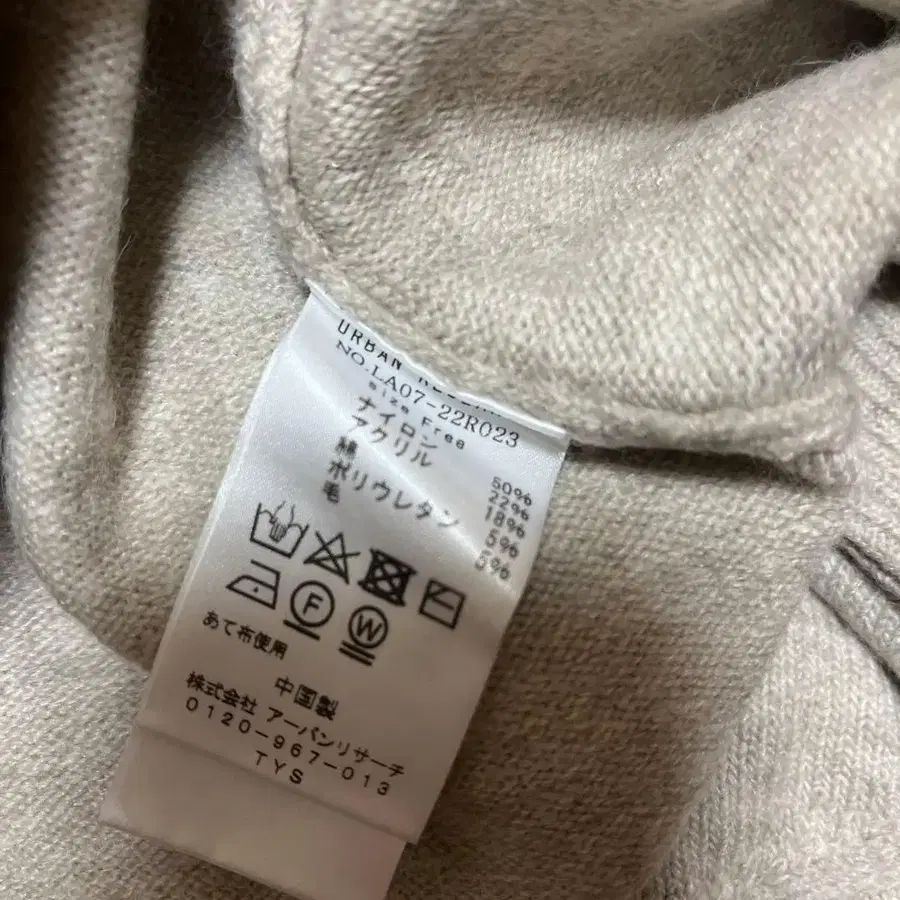 URBAN
NO.LA07-22R023
Size Free
ナイロン 50%
アクリル 22%
綿 18%
ポリウレタン 5%
毛 5%
F W
あて布使用
中国製
株式会社 アーバンリサーチ
0120-967-013
TYS